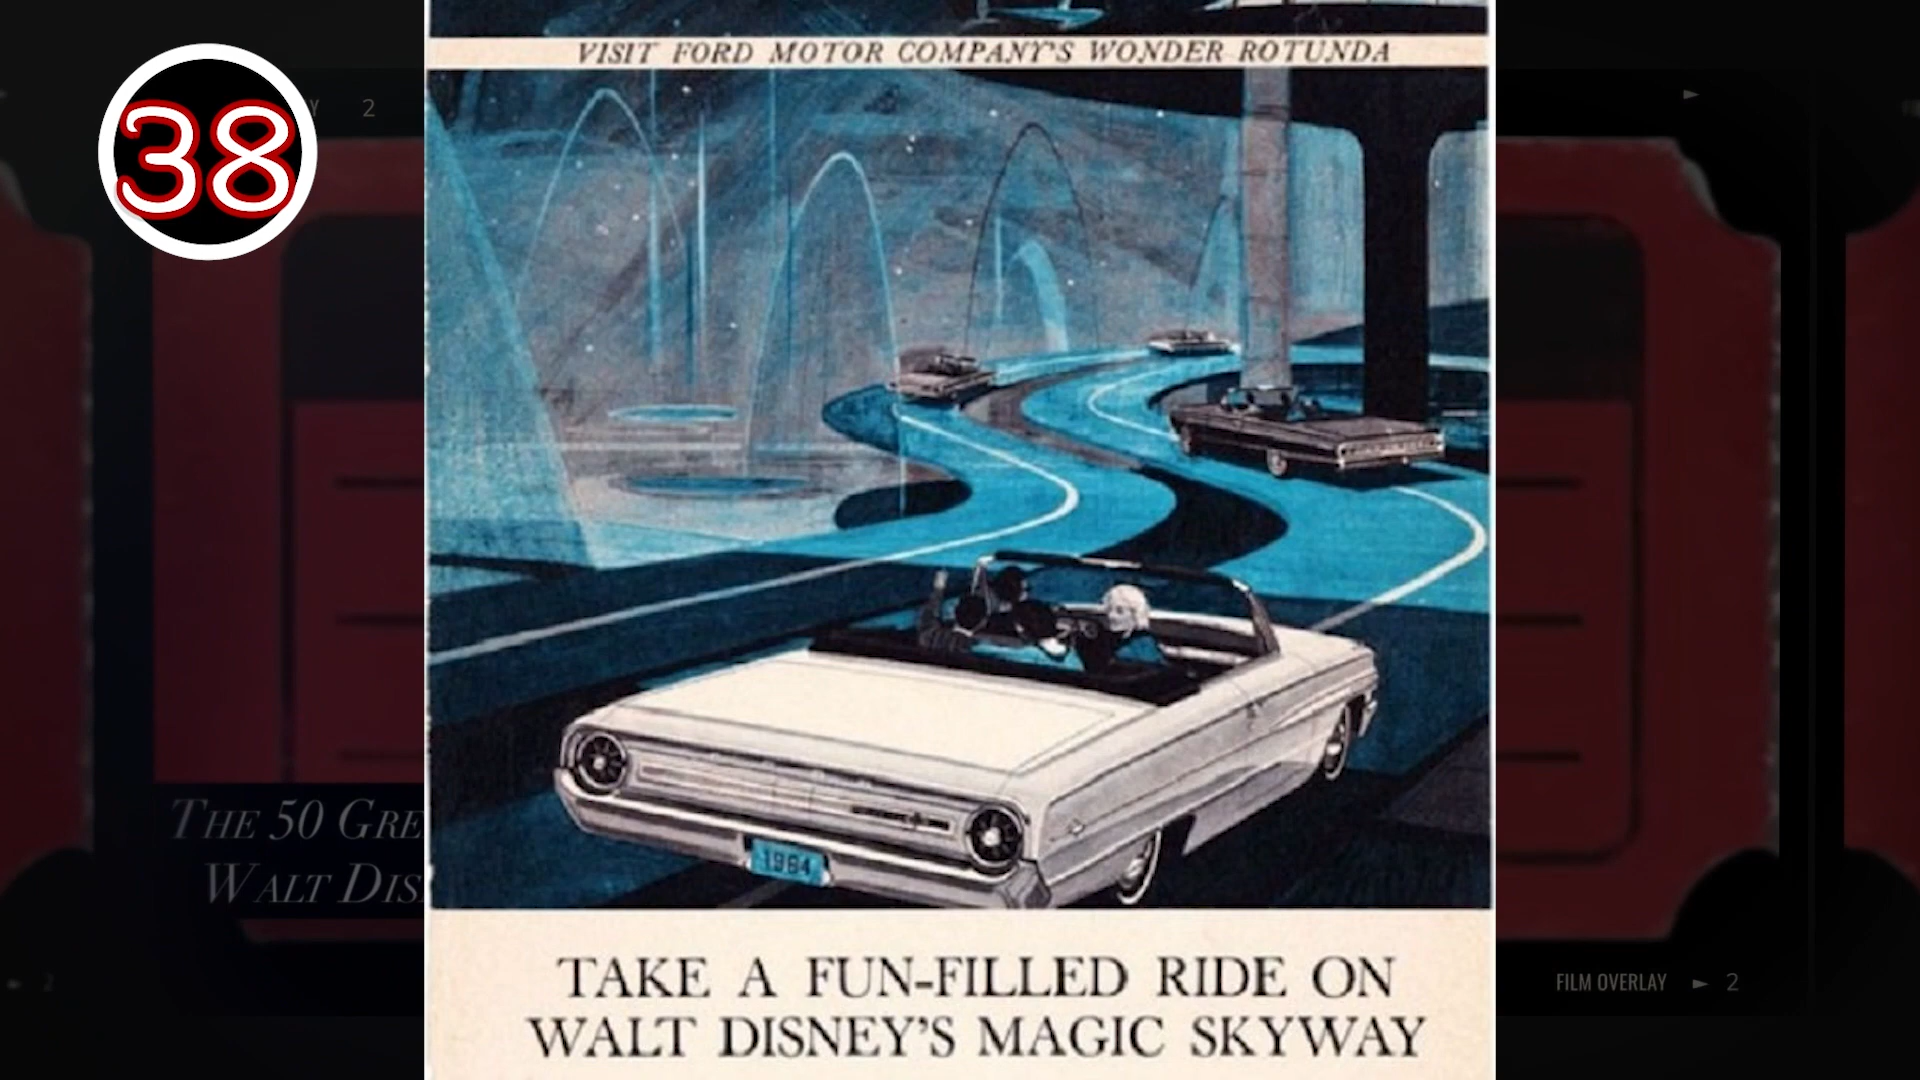 VISIT FORD MOTOR COMPANY'S WONDER ROTUNDA
38
2
1964
THE 50 GRE
WALT DIS
TAKE A FUN-FILLED RIDE ON
WALT DISNEY'S MAGIC SKYWAY
FILM OVERLAY ► 2